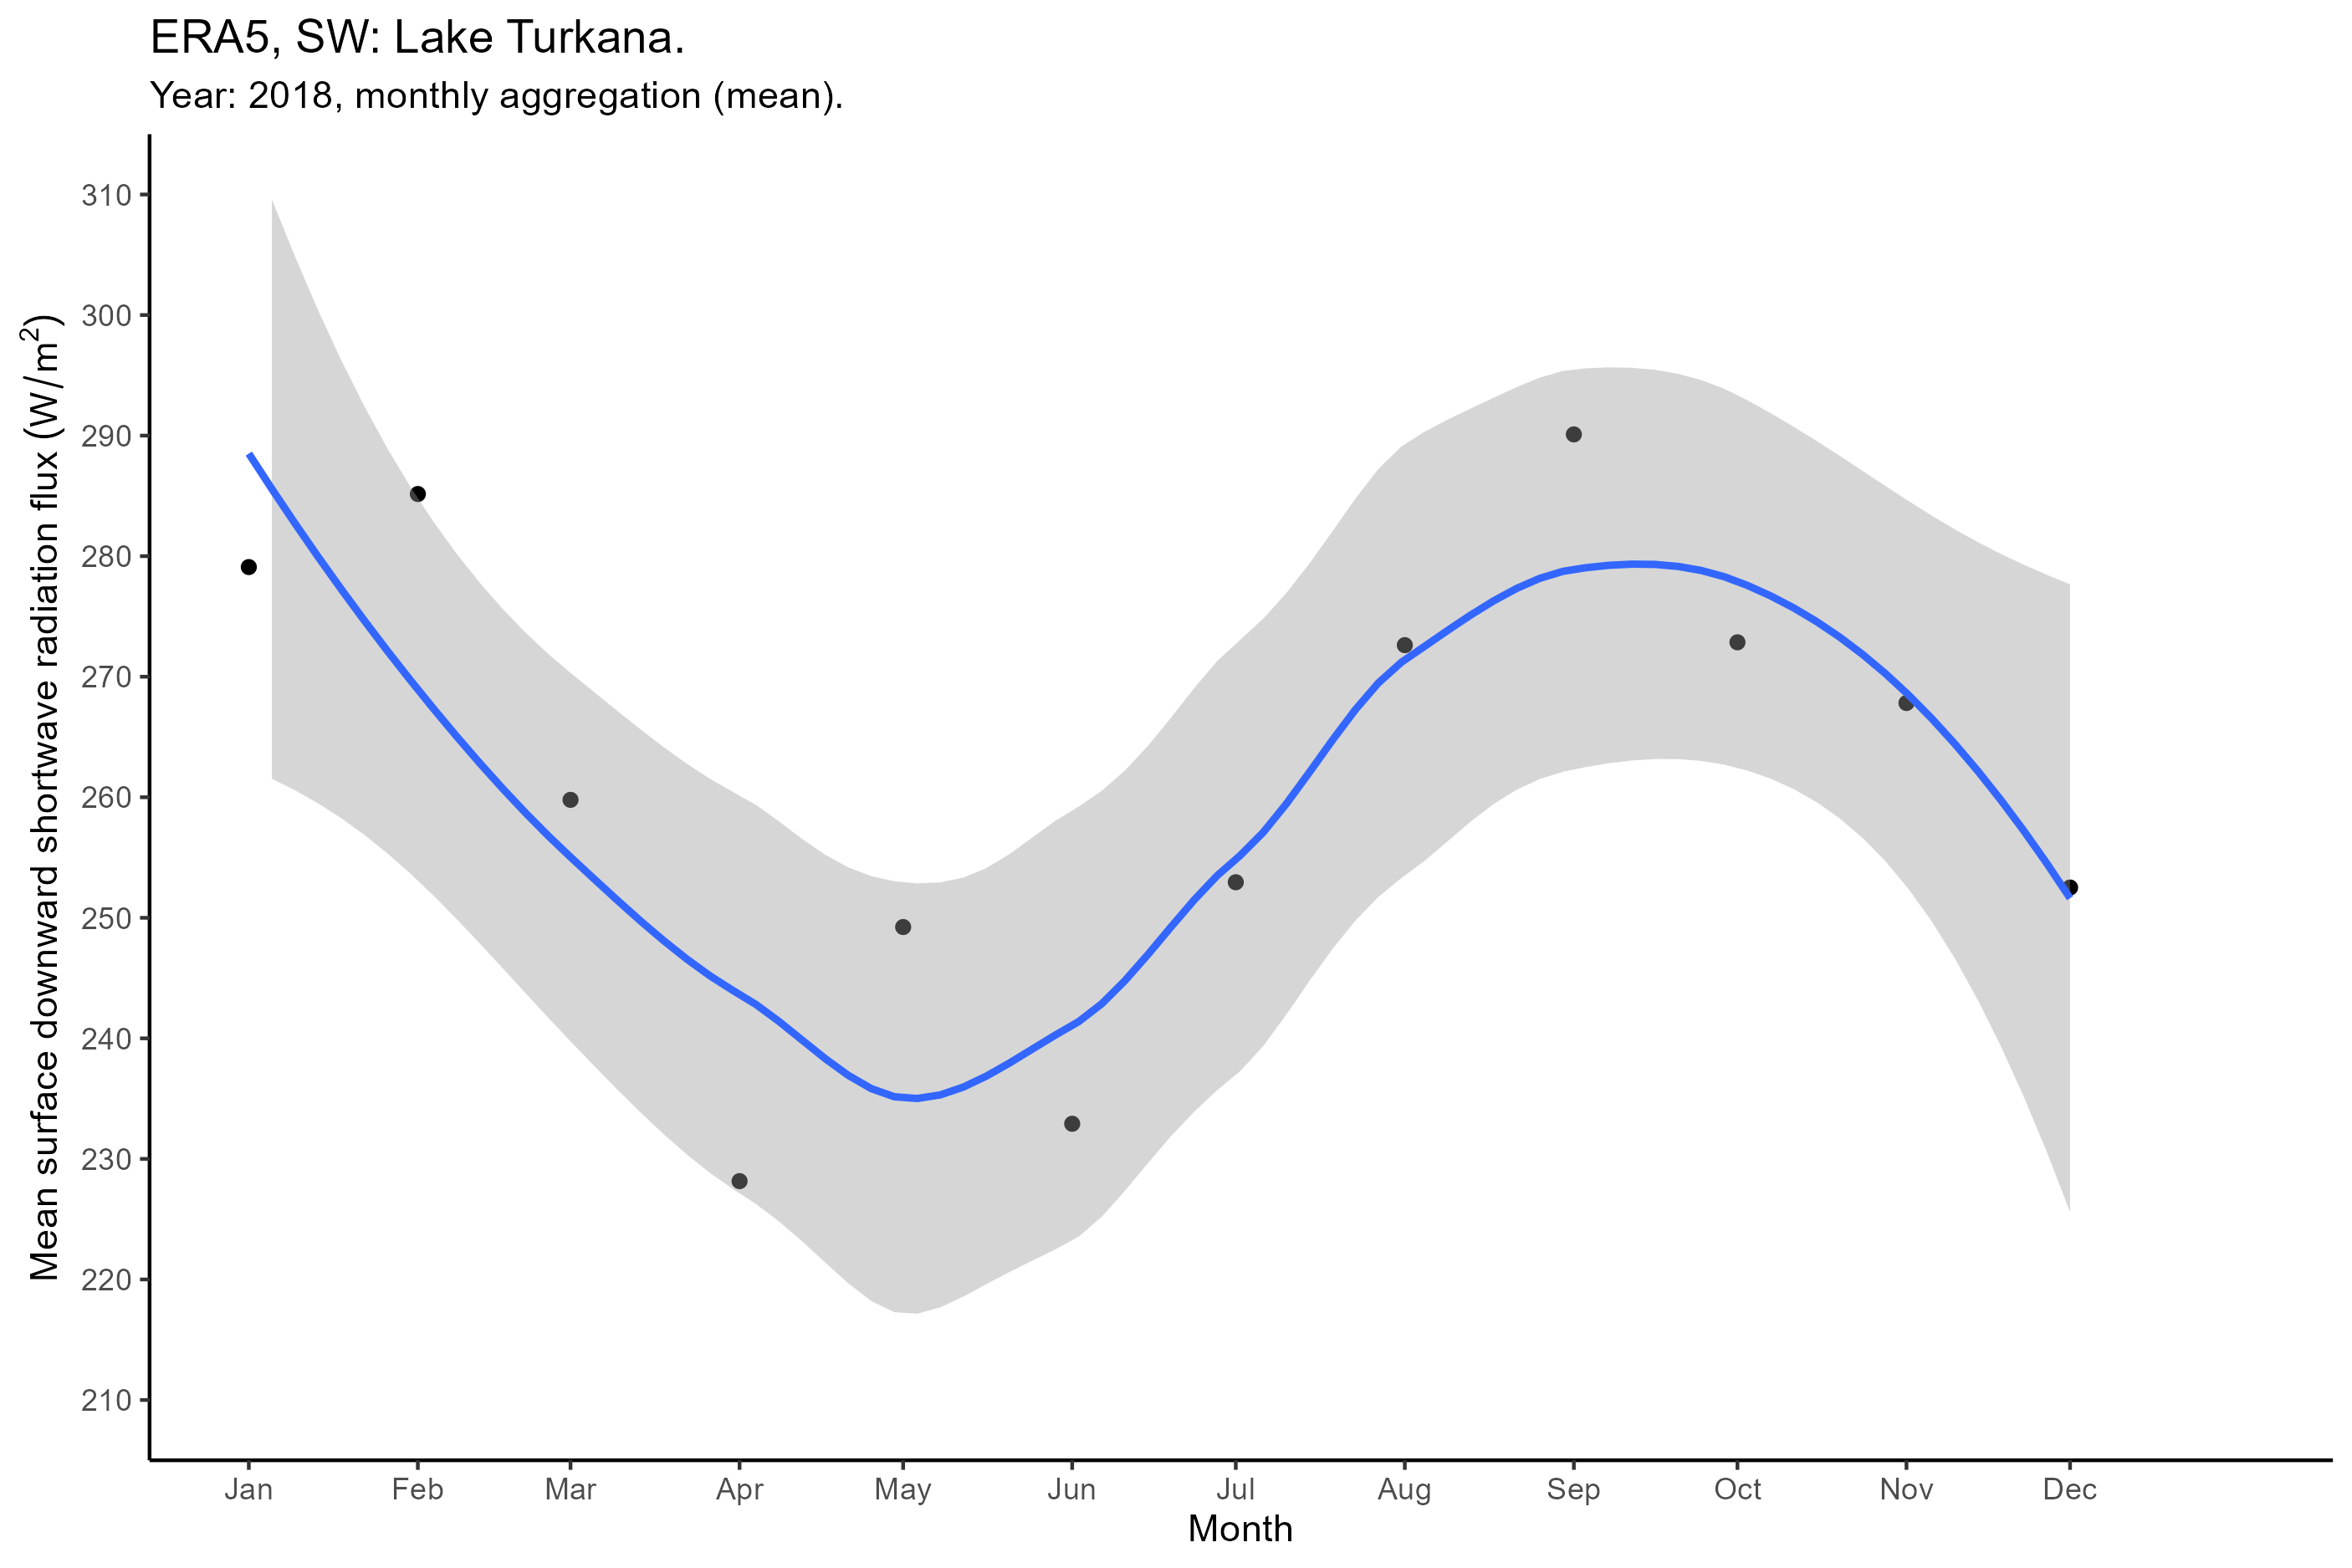 ERA5, SW: Lake Turkana.
Year: 2018, monthly aggregation (mean).
Mean surface downward shortwave radiation flux (W/m²)
310
300
290
280
270
260
250
240
230
220
210
Jan Feb Mar Apr May Jun Jul Aug Sep Oct Nov Dec
Month